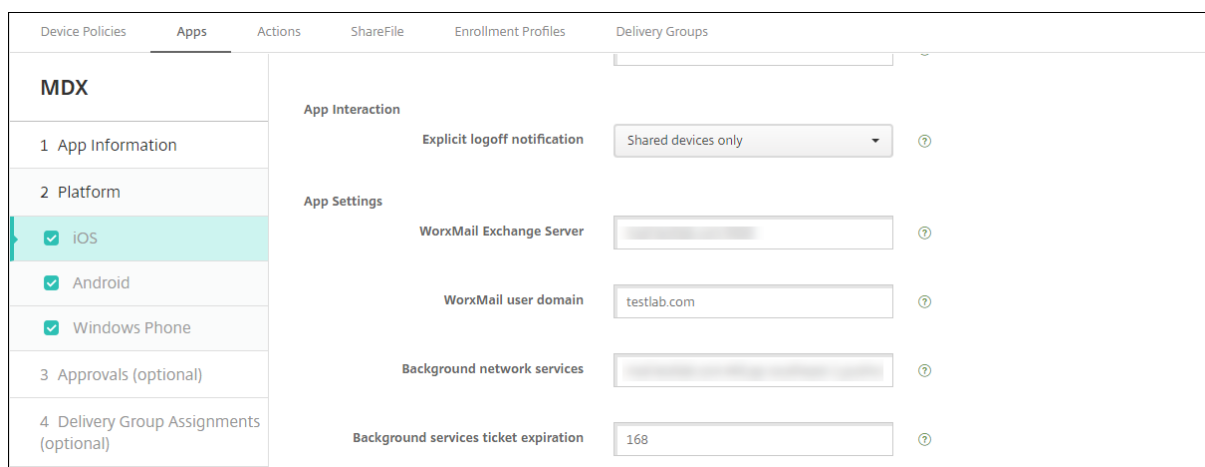 Device Policies Apps Actions ShareFile Enrollment Profiles Delivery Groups
MDX
1 App Information
2 Platform
iOS
Android
Windows Phone
3 Approvals (optional)
4 Delivery Group Assignments
(optional)
App Interaction
Explicit logoff notification Shared devices only ?
App Settings
WorxMail Exchange Server ?
WorxMail user domain testlab.com ?
Background network services ?
Background services ticket expiration 168 ?